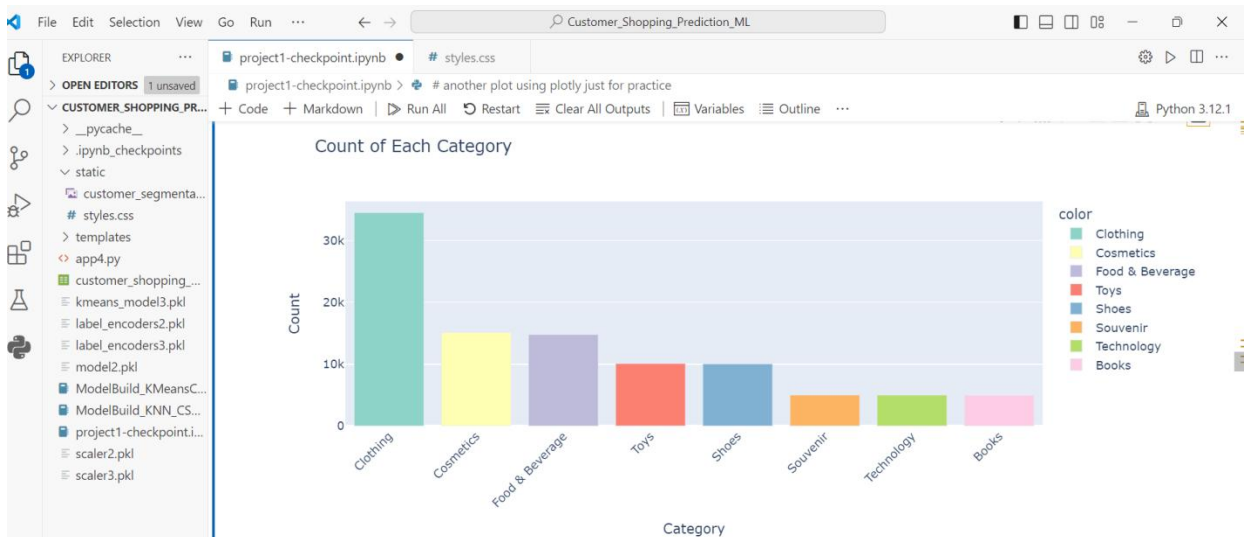 File Edit Selection View Go Run ··· ← → Customer_Shopping_Prediction_ML
EXPLORER ···
OPEN EDITORS 1 unsaved
CUSTOMER_SHOPPING_PR...
__pycache__
.ipynb_checkpoints
static
customer_segmenta...
# styles.css
templates
app4.py
customer_shopping_...
kmeans_model3.pkl
label_encoders2.pkl
label_encoders3.pkl
model2.pkl
ModelBuild_KMeansC...
ModelBuild_KNN_CS...
project1-checkpoint.i...
scaler2.pkl
scaler3.pkl
1
project1-checkpoint.ipynb ● # styles.css
project1-checkpoint.ipynb > # another plot using plotly just for practice
+ Code + Markdown | Run All Restart Clear All Outputs | Variables Outline ··· Python 3.12.1
Count of Each Category
Count
30k
20k
10k
0
Clothing
Cosmetics
Food & Beverage
Toys
Shoes
Souvenir
Technology
Books
Category
color
Clothing
Cosmetics
Food & Beverage
Toys
Shoes
Souvenir
Technology
Books